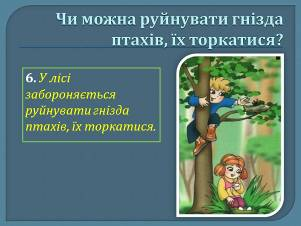 Чи можна руйнувати гнізда
птахів, їх торкатися?
6. У лісі
забороняється
руйнувати гнізда
птахів, їх торкатися.